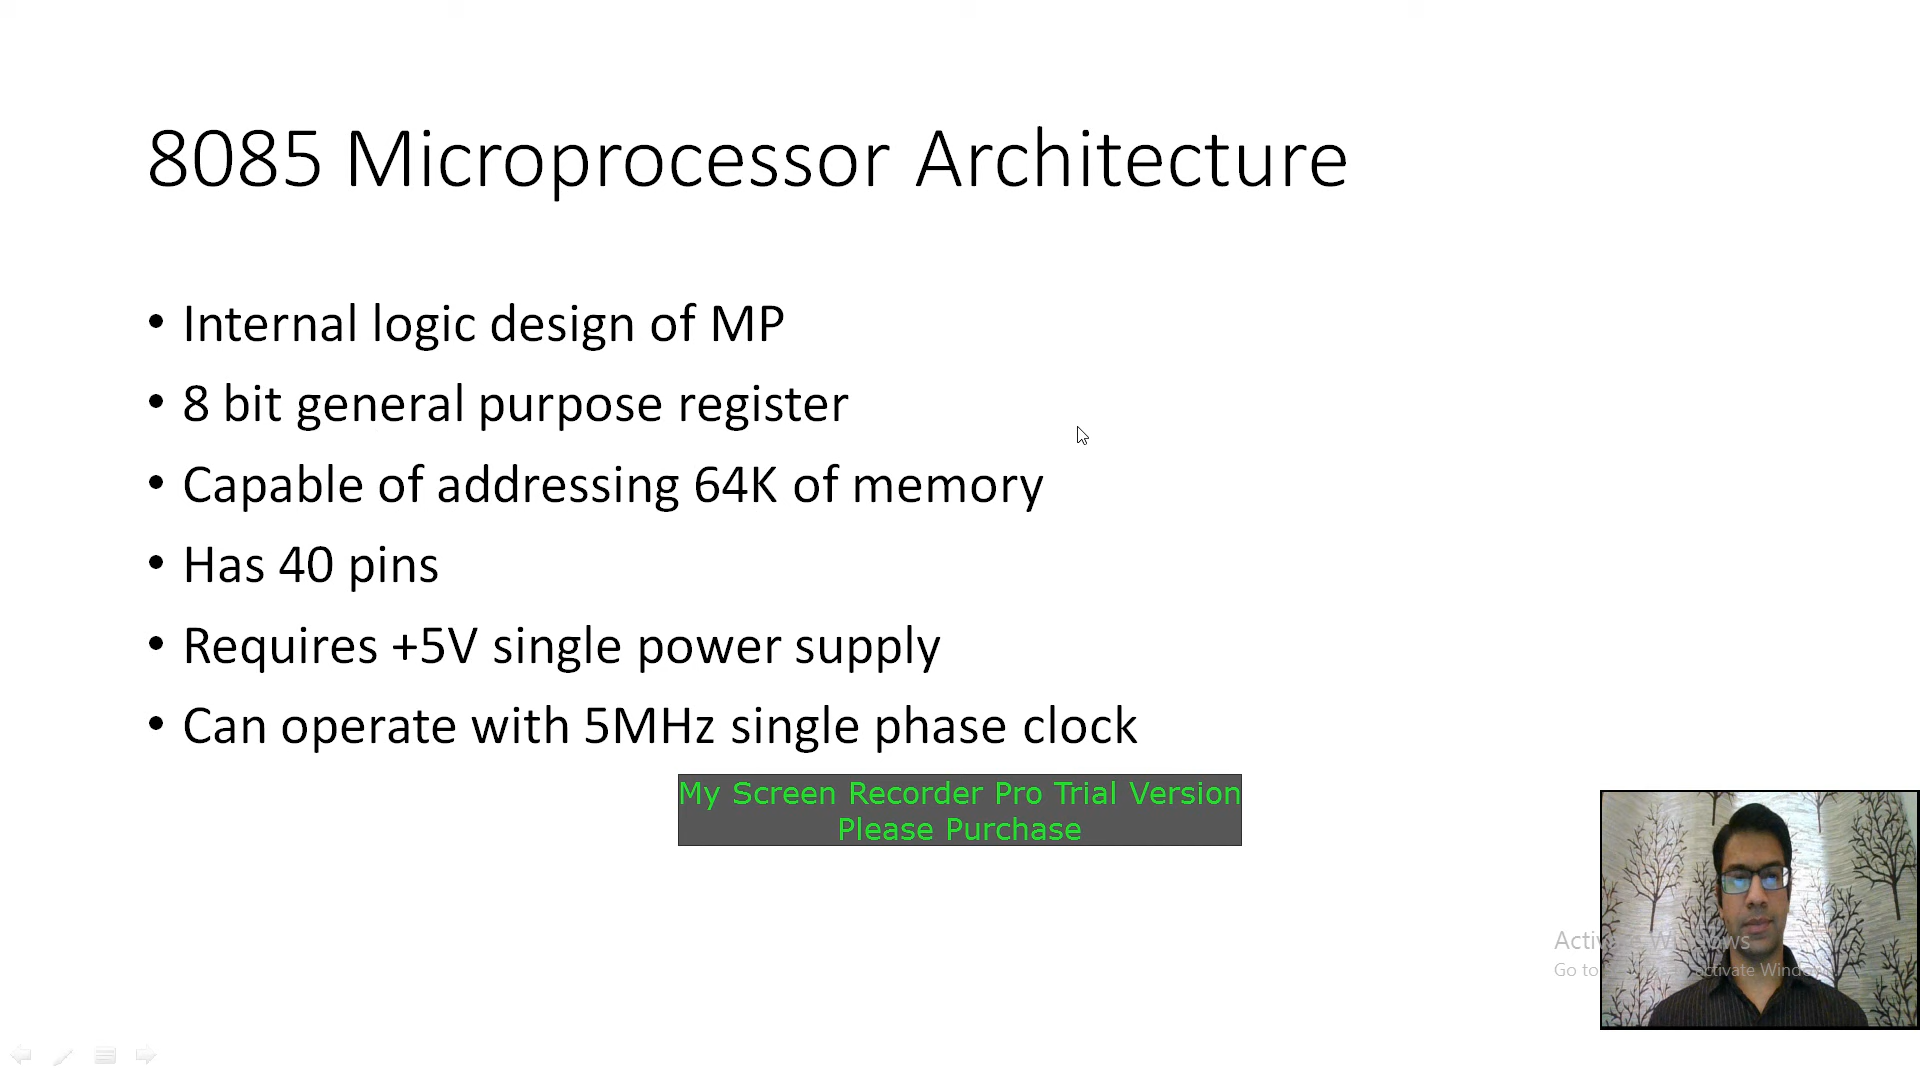 8085 Microprocessor Architecture
• Internal logic design of MP
• 8 bit general purpose register
• Capable of addressing 64K of memory
• Has 40 pins
• Requires +5V single power supply
• Can operate with 5MHz single phase clock
My Screen Recorder Pro Trial Version
Please Purchase
Go to